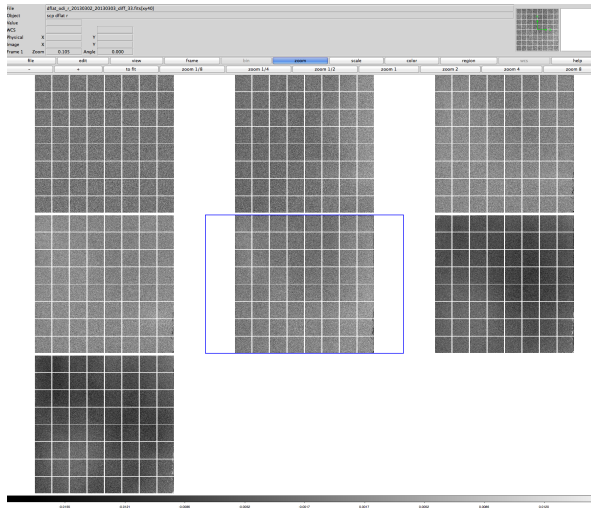 File dflat_odi_r_20130302_20130303_diff_33.fits[xy40]
Object scp dflat r
Value
WCS
Physical X Y
Image X Y
Frame 1 Zoom 0.105 Angle 0.000
file edit view frame bin zoom scale color region wcs help
- + to fit zoom 1/8 zoom 1/4 zoom 1/2 zoom 1 zoom 2 zoom 4 zoom 8